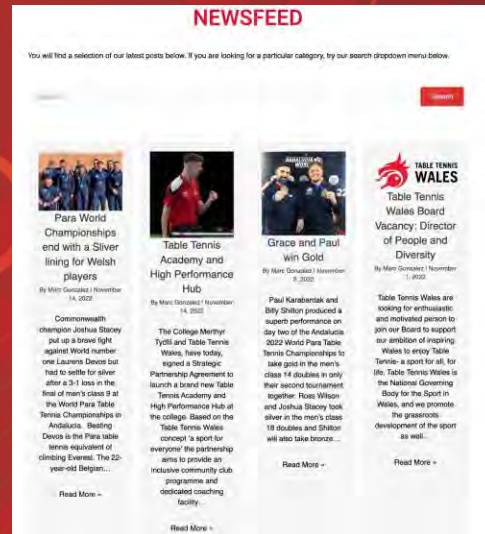 NEWSFEED
You will find a selection of our latest posts below. If you are looking for a particular category, try our search dropdown menu below.
Search
Para World
Championships
end with a Sliver
lining for Welsh
players
By Marc Gonzalez | November
14, 2022
Commonwealth
champion Joshua Stacey
put up a brave fight
against World number
one Laurens Devos but
had to settle for silver
after a 3-1 loss in the
final of men's class 9 at
the World Para Table
Tennis Championships in
Andalucia. Beating
Devos is the Para table
tennis equivalent of
climbing Everest. The 22-
year-old Belgian…
Read More »
Table Tennis
Academy and
High Performance
Hub
By Marc Gonzalez | November
14, 2022
The College Merthyr
Tydfil and Table Tennis
Wales, have today,
signed a Strategic
Partnership Agreement to
launch a brand new Table
Tennis Academy and
High Performance Hub at
the college. Based on the
Table Tennis Wales
concept 'a sport for
everyone' the partnership
aims to provide an
inclusive community club
programme and
dedicated coaching
facility…
Read More »
Grace and Paul
win Gold
By Marc Gonzalez | November
9, 2022
Paul Karabardak and
Billy Shilton produced a
superb performance on
day two of the Andalucia
2022 World Para Table
Tennis Championships to
take gold in the men's
class 14 doubles in only
their second tournament
together. Ross Wilson
and Joshua Stacey took
silver in the men's class
18 doubles and Shilton
will also take bronze…
Read More »
TABLE TENNIS
WALES
Table Tennis
Wales Board
Vacancy: Director
of People and
Diversity
By Marc Gonzalez | November
1, 2022
Table Tennis Wales are
looking for enthusiastic
and motivated person to
join our Board to support
our ambition of inspiring
Wales to enjoy Table
Tennis- a sport for all, for
life. Table Tennis Wales is
the National Governing
Body for the Sport in
Wales, and we promote
the grassroots
development of the sport
as well…
Read More »